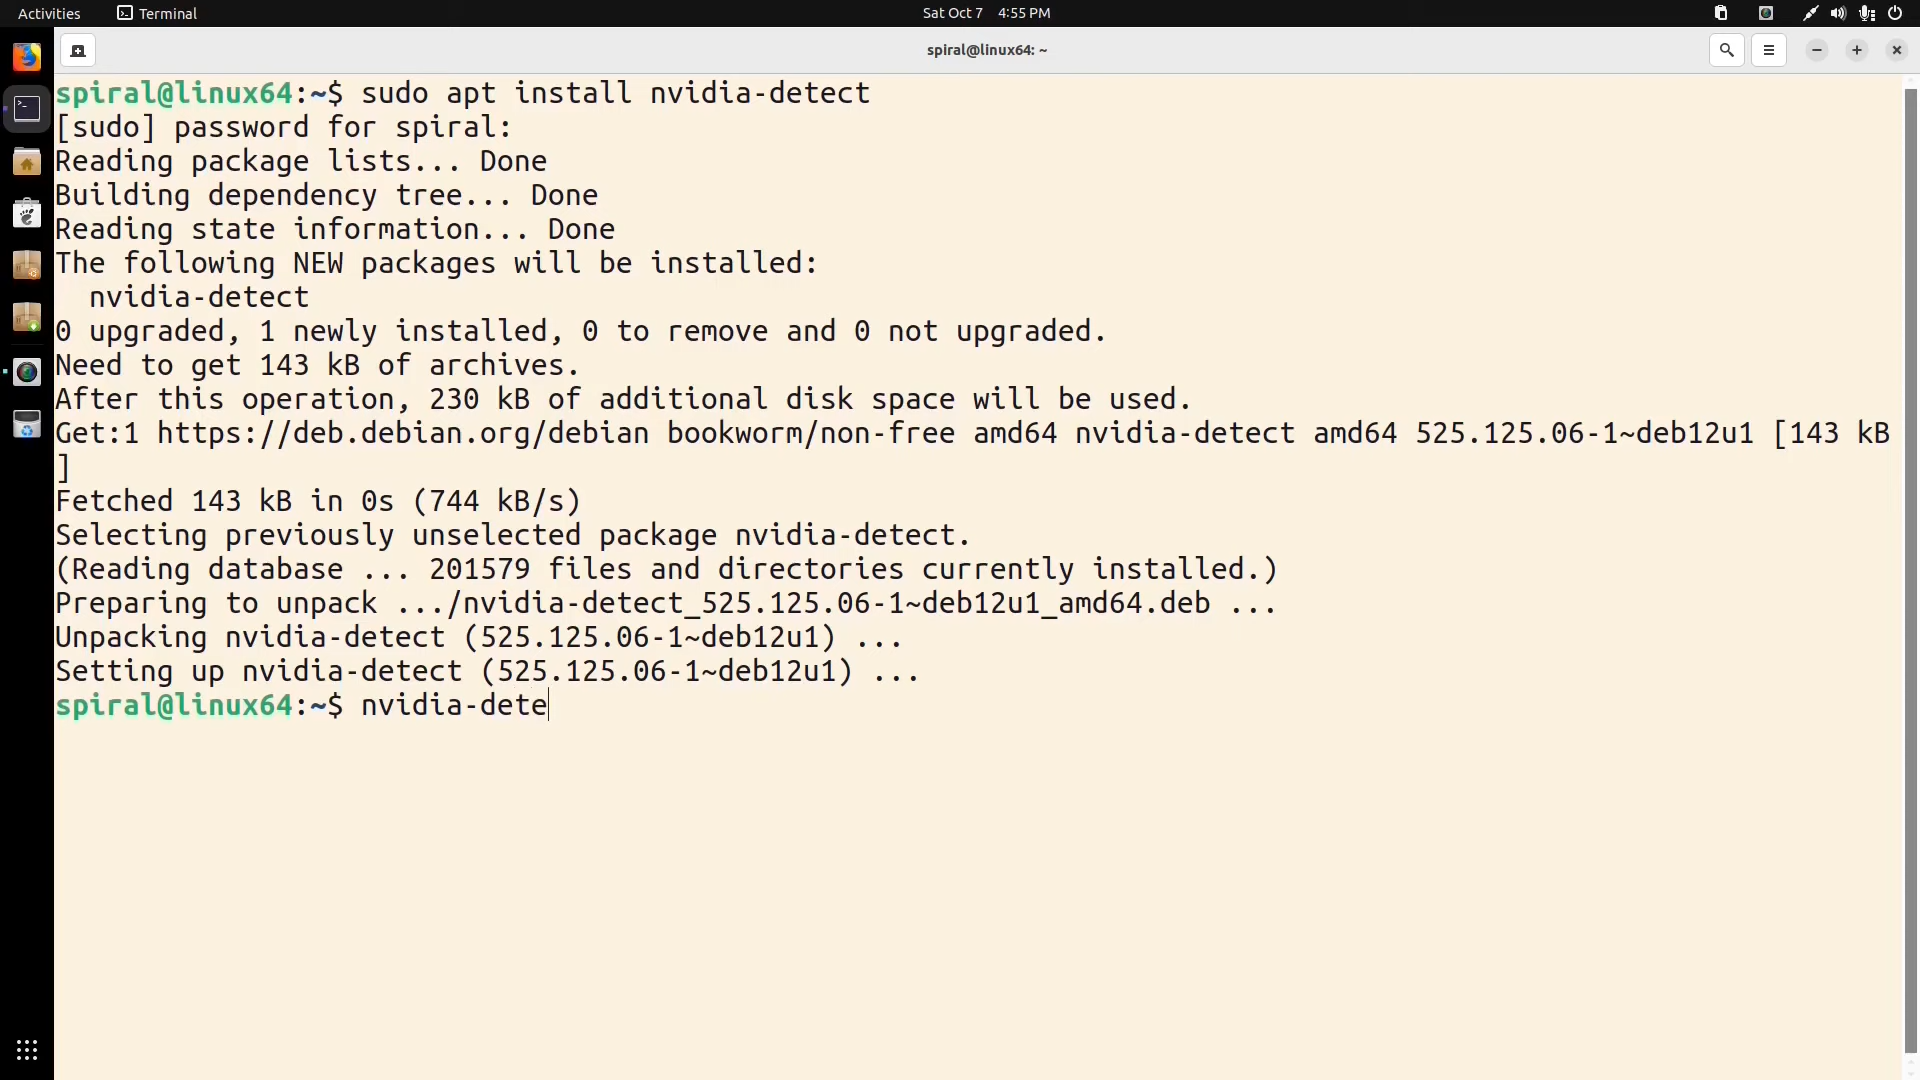 Activities Terminal Sat Oct 7 4:55 PM
spiral@linux64: ~
spiral@linux64:~$ sudo apt install nvidia-detect
[sudo] password for spiral:
Reading package lists... Done
Building dependency tree... Done
Reading state information... Done
The following NEW packages will be installed:
  nvidia-detect
0 upgraded, 1 newly installed, 0 to remove and 0 not upgraded.
Need to get 143 kB of archives.
After this operation, 230 kB of additional disk space will be used.
Get:1 https://deb.debian.org/debian bookworm/non-free amd64 nvidia-detect amd64 525.125.06-1~deb12u1 [143 kB
]
Fetched 143 kB in 0s (744 kB/s)
Selecting previously unselected package nvidia-detect.
(Reading database ... 201579 files and directories currently installed.)
Preparing to unpack .../nvidia-detect_525.125.06-1~deb12u1_amd64.deb ...
Unpacking nvidia-detect (525.125.06-1~deb12u1) ...
Setting up nvidia-detect (525.125.06-1~deb12u1) ...
spiral@linux64:~$ nvidia-dete